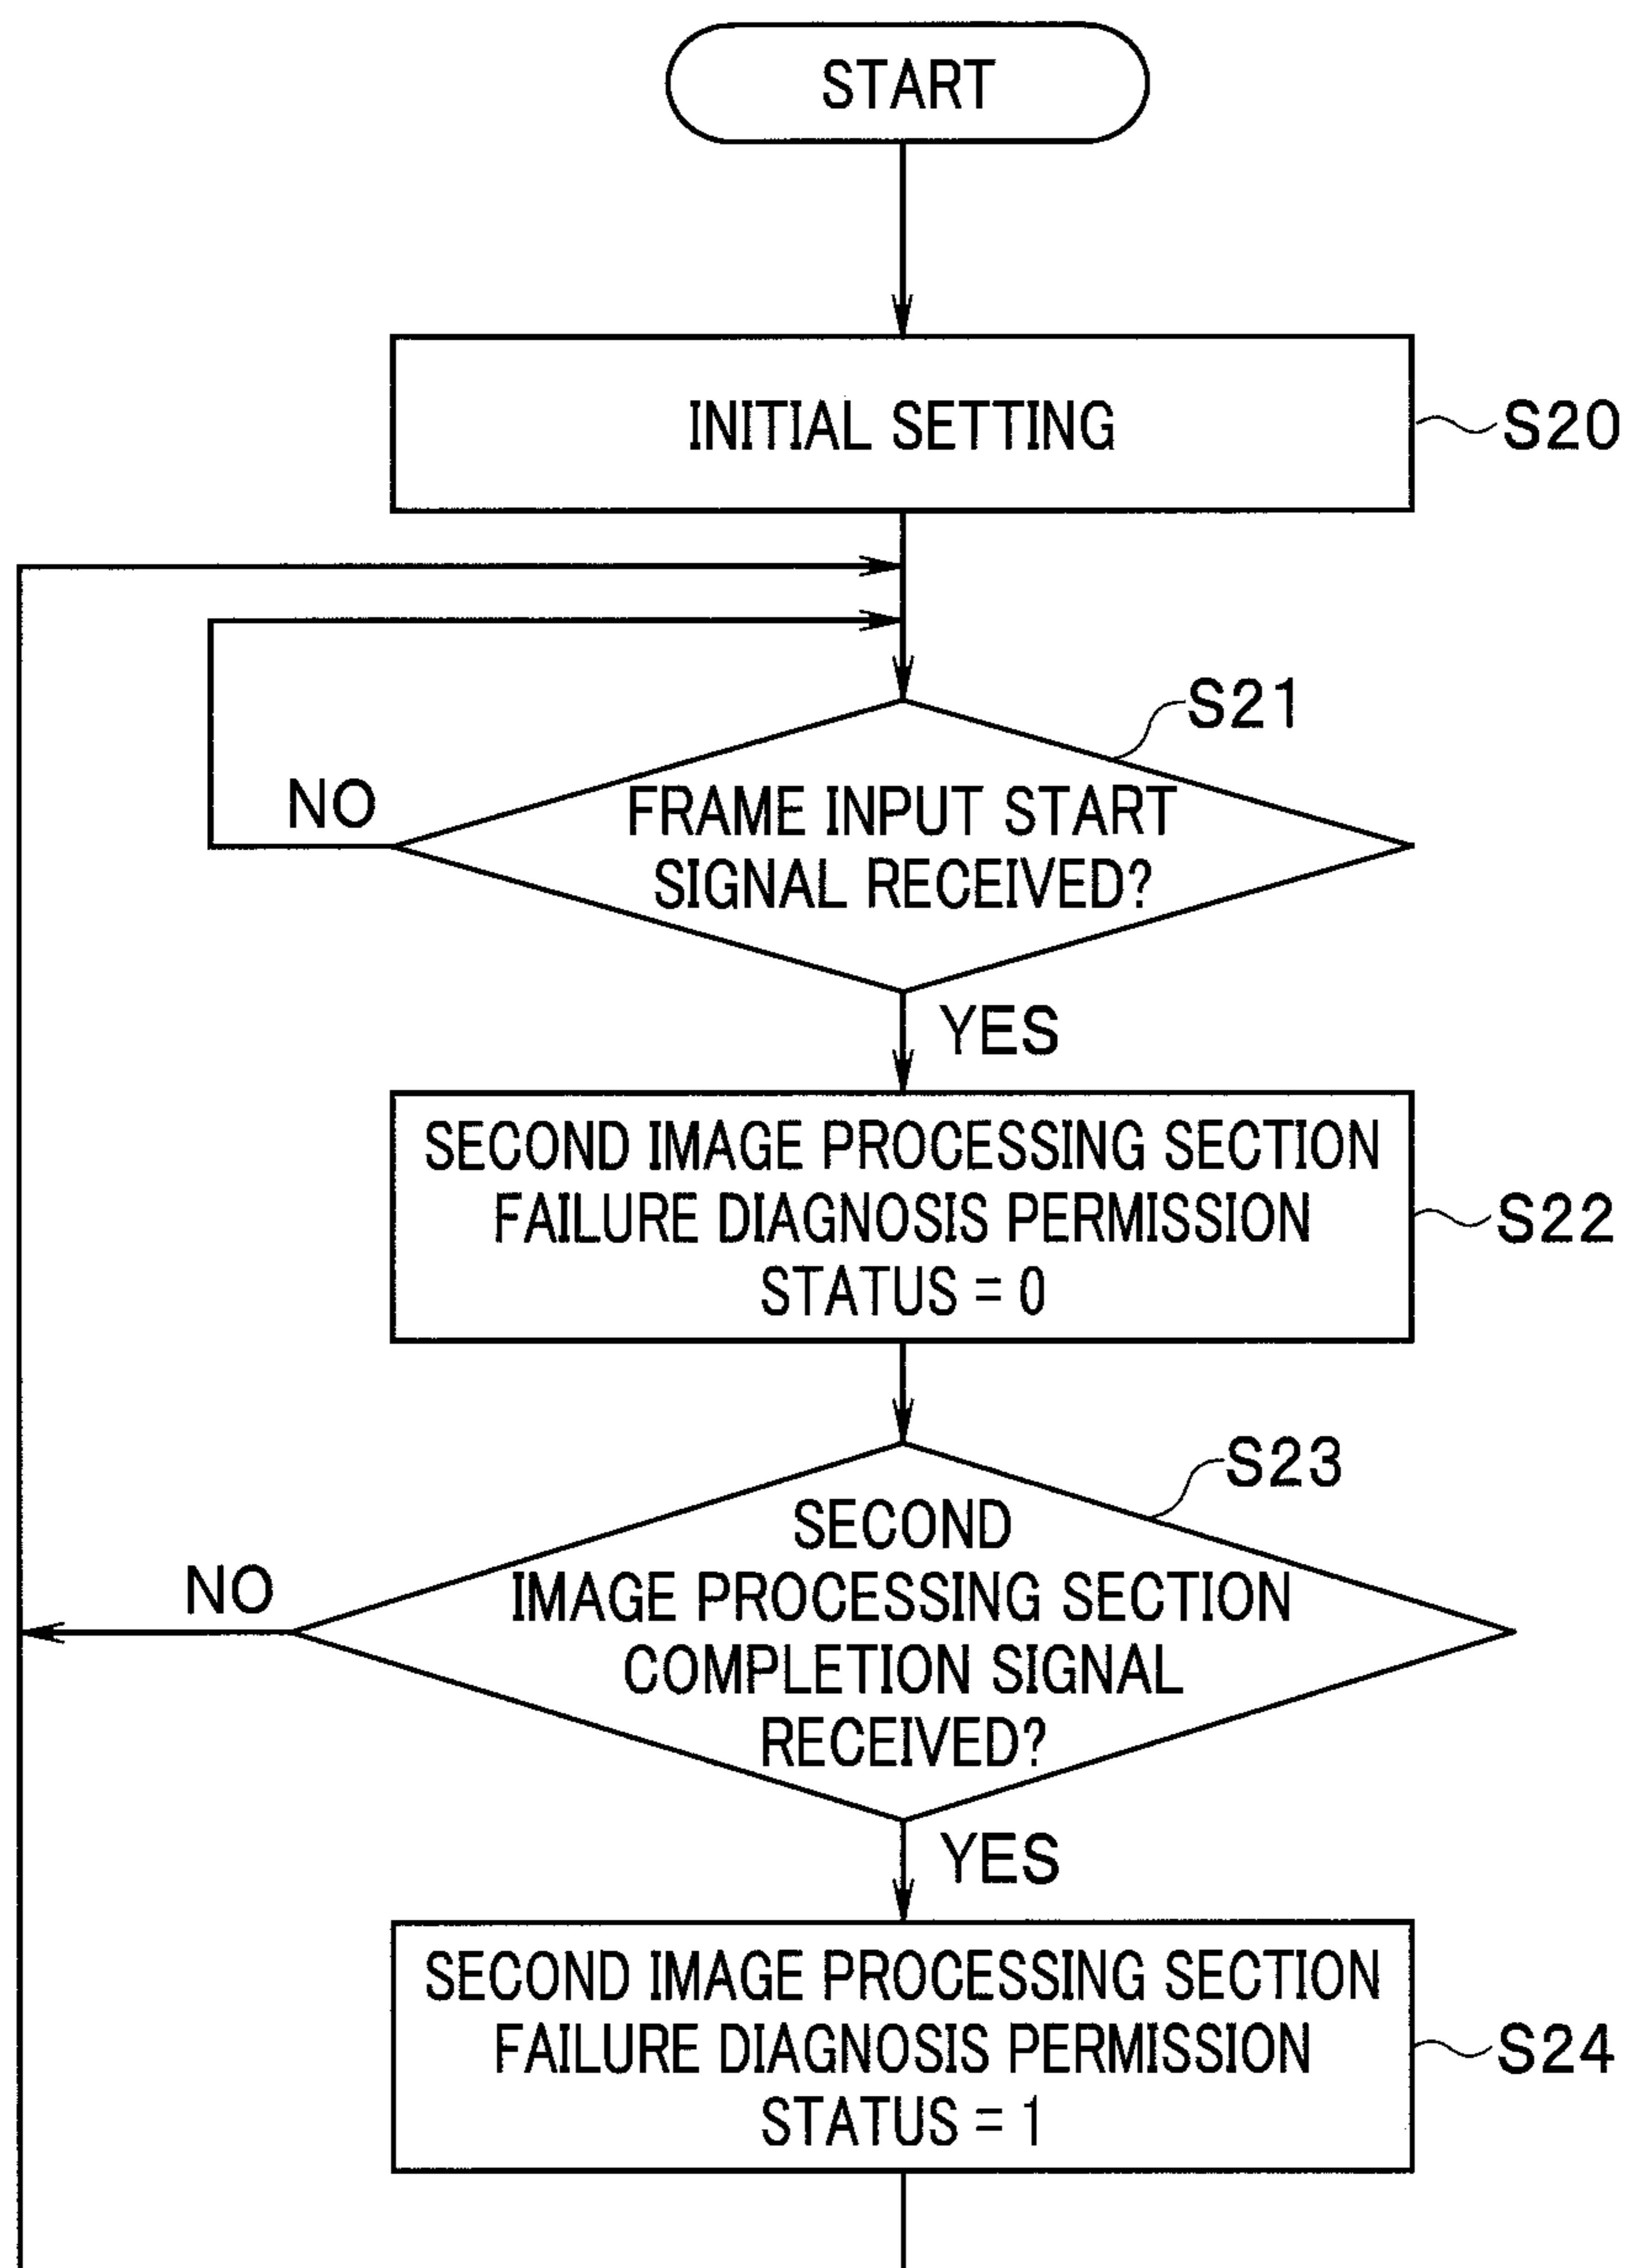 START
INITIAL SETTING
S20
S21
NO
FRAME INPUT START
SIGNAL RECEIVED?
YES
SECOND IMAGE PROCESSING SECTION
FAILURE DIAGNOSIS PERMISSION
STATUS = 0
S22
S23
NO
SECOND
IMAGE PROCESSING SECTION
COMPLETION SIGNAL
RECEIVED?
YES
SECOND IMAGE PROCESSING SECTION
FAILURE DIAGNOSIS PERMISSION
STATUS = 1
S24